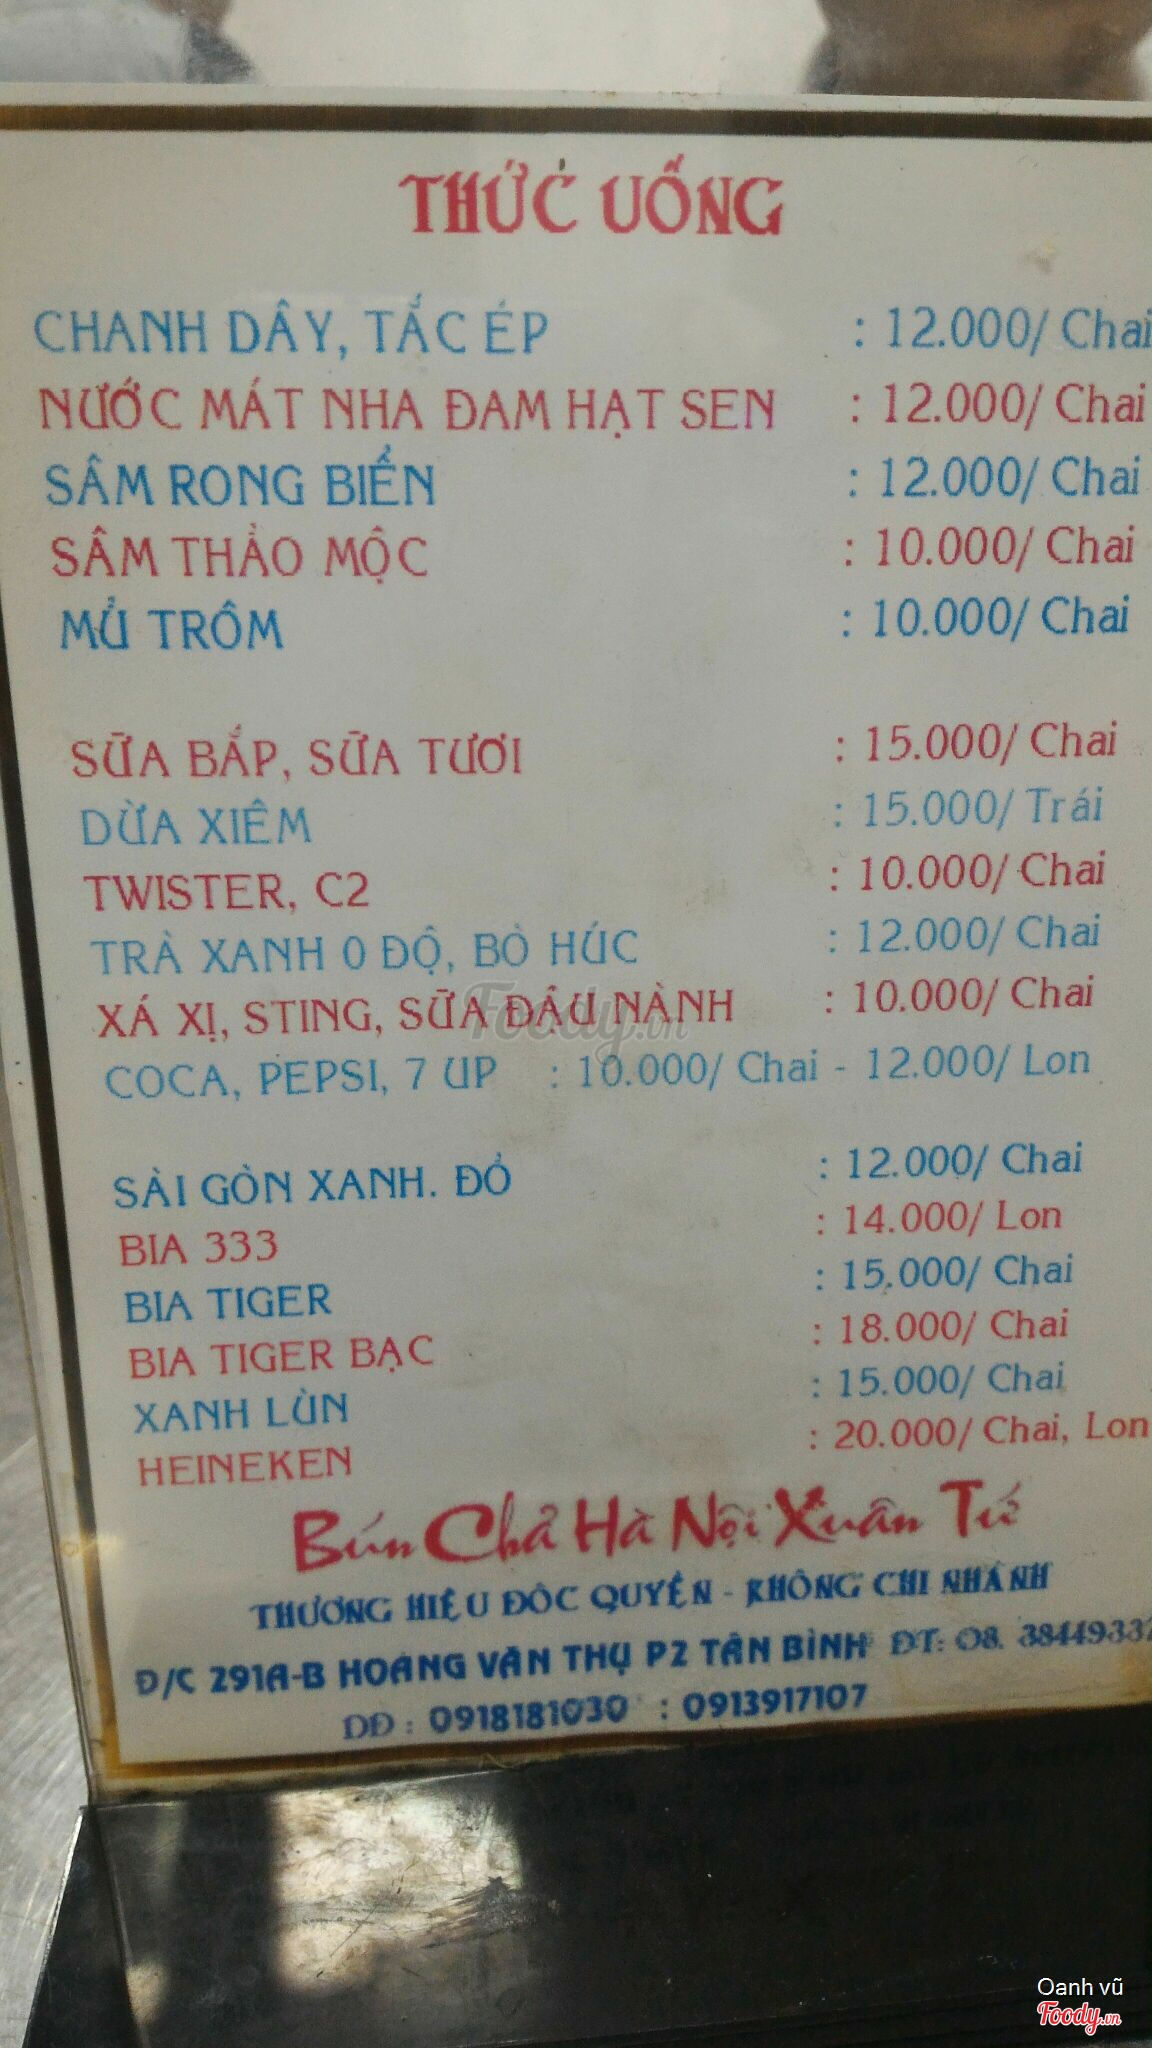 THỨC UỐNG
CHANH DÂY, TẮC ÉP : 12.000/ Chai
NƯỚC MÁT NHA ĐAM HẠT SEN : 12.000/ Chai
SÂM RONG BIỂN : 12.000/ Chai
SÂM THẢO MỘC : 10.000/ Chai
MỦ TRÔM : 10.000/ Chai
SỮA BẮP, SỮA TƯƠI : 15.000/ Chai
DỪA XIÊM : 15.000/ Trái
TWISTER, C2 : 10.000/ Chai
TRÀ XANH 0 ĐỘ, BÒ HÚC : 12.000/ Chai
XÁ XỊ, STING, SỮA ĐẬU NÀNH : 10.000/ Chai
Foody.vn
COCA, PEPSI, 7 UP : 10.000/ Chai - 12.000/ Lon
SÀI GÒN XANH. ĐỎ : 12.000/ Chai
BIA 333 : 14.000/ Lon
BIA TIGER : 15.000/ Chai
BIA TIGER BẠC : 18.000/ Chai
XANH LÙN : 15.000/ Chai
HEINEKEN : 20.000/ Chai, Lon
Bún Chả Hà Nội Xuân Tứ
THƯƠNG HIỆU ĐỘC QUYỀN - KHÔNG CHI NHÁNH
Đ/C 291A-B HOÀNG VĂN THỤ P2 TÂN BÌNH ĐT: 08. 38449337
DĐ : 0918181030 : 0913917107
Oanh vũ
Foody.vn